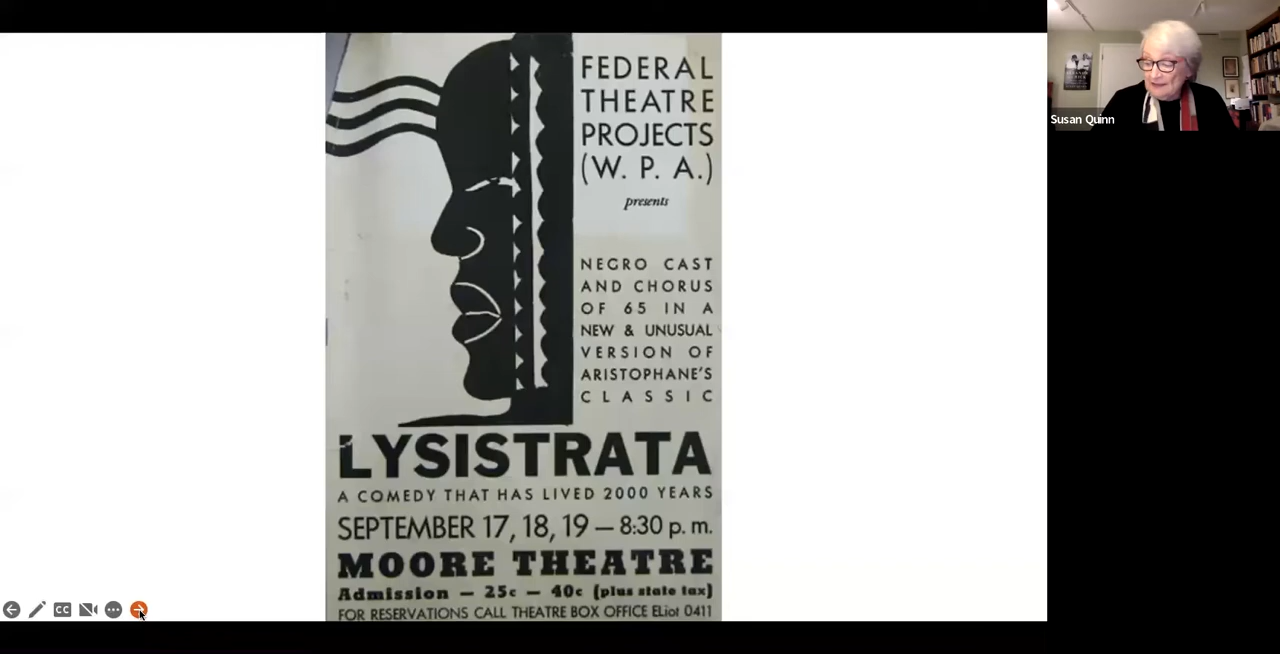 FEDERAL
THEATRE
PROJECTS
(W. P. A.)
presents
NEGRO CAST
AND CHORUS
OF 65 IN A
NEW & UNUSUAL
VERSION OF
ARISTOPHANE'S
CLASSIC
LYSISTRATA
A COMEDY THAT HAS LIVED 2000 YEARS
SEPTEMBER 17, 18, 19 — 8:30 p. m.
MOORE THEATRE
Admission — 25c — 40c (plus state tax)
FOR RESERVATIONS CALL THEATRE BOX OFFICE ELiot 0411
CC
Susan Quinn